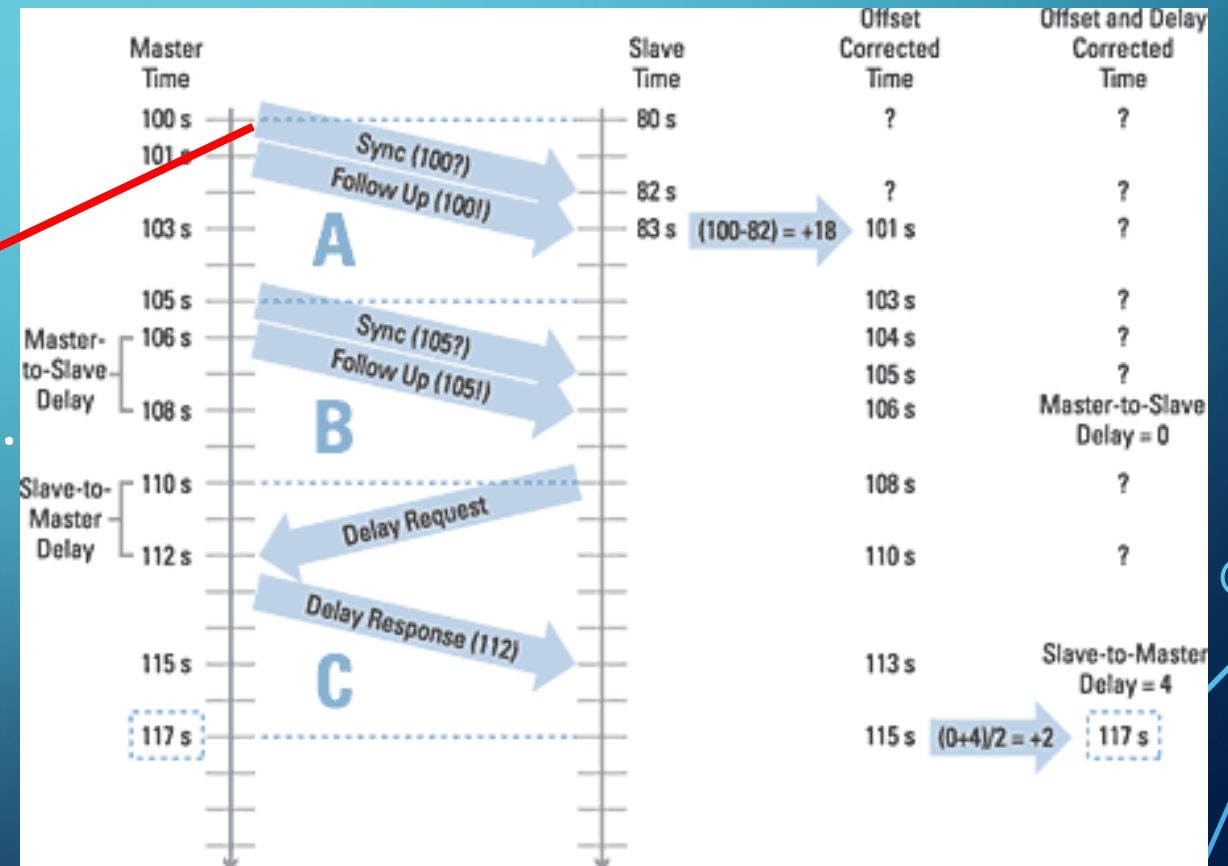 Master
Time
Slave
Time
Offset
Corrected
Time
Offset and Delay
Corrected
Time
100 s
80 s
?
?
Sync (100?)
101 s
Follow Up (100!)
82 s
?
?
A
103 s
83 s
(100-82) = +18
101 s
?
105 s
103 s
?
Sync (105?)
Master-
to-Slave
Delay
106 s
104 s
?
Follow Up (105!)
105 s
?
B
108 s
106 s
Master-to-Slave
Delay = 0
Slave-to-
Master
Delay
110 s
108 s
?
Delay Request
112 s
110 s
?
Delay Response (112)
C
115 s
113 s
Slave-to-Master
Delay = 4
117 s
115 s
(0+4)/2 = +2
117 s